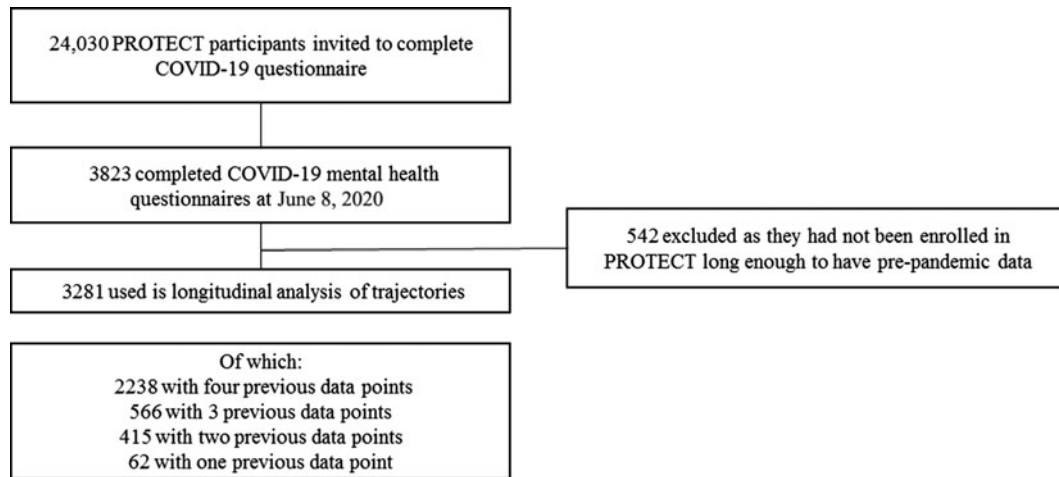 24,030 PROTECT participants invited to complete
COVID-19 questionnaire
3823 completed COVID-19 mental health
questionnaires at June 8, 2020
542 excluded as they had not been enrolled in
PROTECT long enough to have pre-pandemic data
3281 used is longitudinal analysis of trajectories
Of which:
2238 with four previous data points
566 with 3 previous data points
415 with two previous data points
62 with one previous data point